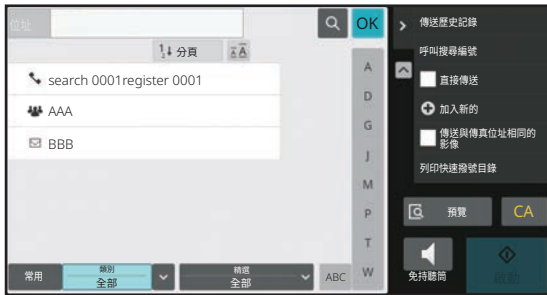 位址
OK
1↓2 分頁
search 0001register 0001
AAA
BBB
A
D
G
J
M
P
T
W
常用
類別
全部
精選
全部
ABC
傳送歷史記錄
呼叫搜尋編號
直接傳送
加入新的
傳送與傳真位址相同的
影像
列印快速撥號目錄
預覽
CA
免持聽筒
啟動